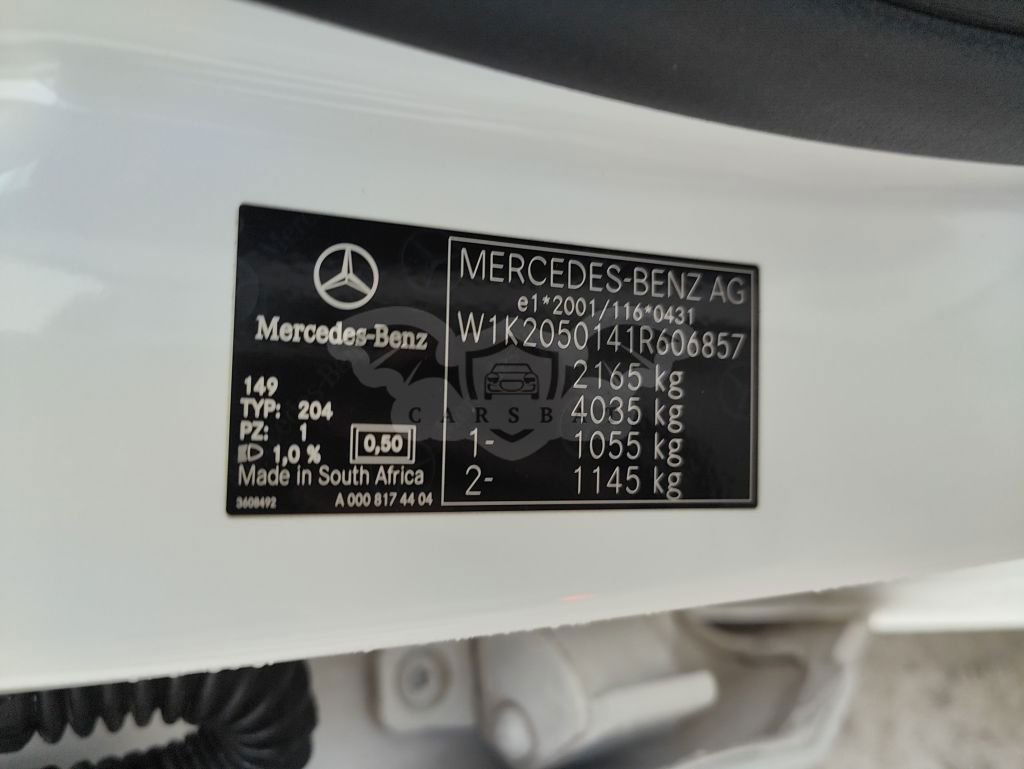 Mercedes-Benz
149
TYP: 204
PZ: 1
1,0 %
0,50
Made in South Africa
3608492
A 000 817 44 04
MERCEDES-BENZ AG
e1*2001/116*0431
W1K2050141R606857
2165 kg
4035 kg
1- 1055 kg
2- 1145 kg